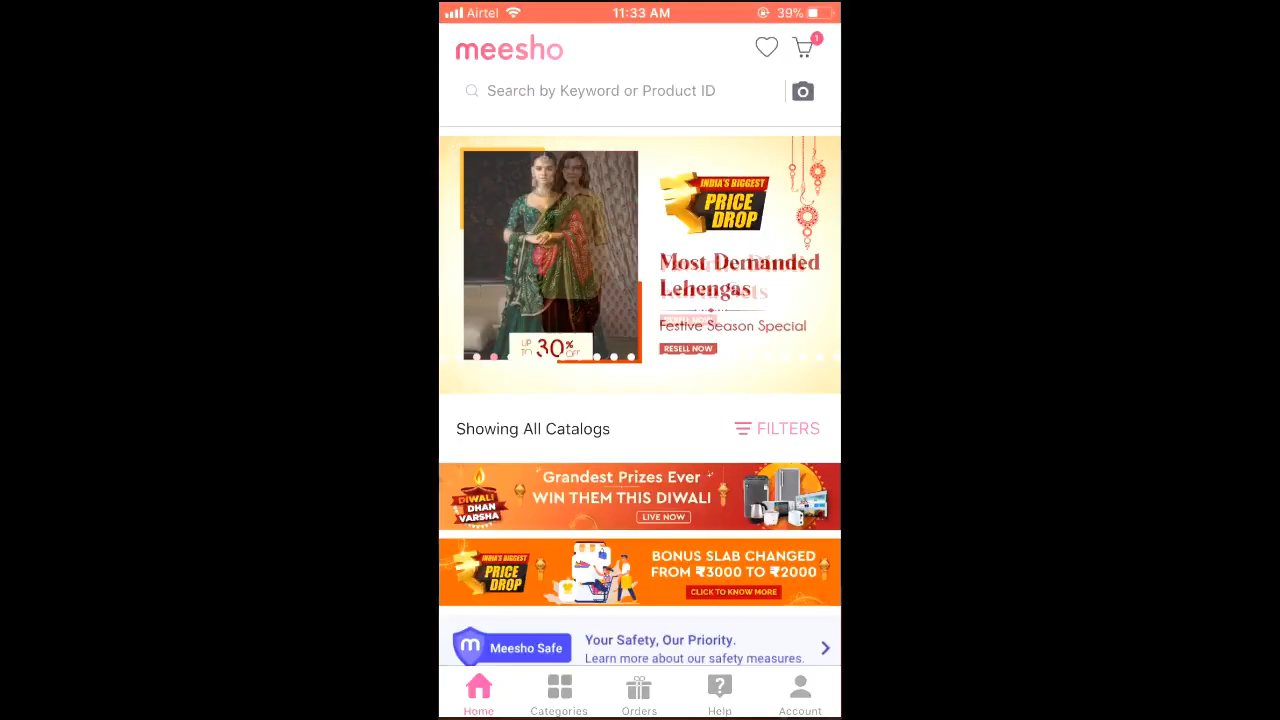 Airtel
11:33 AM
39%
meesho
1
Search by Keyword or Product ID
INDIA'S BIGGEST
PRICE
DROP
Most Demanded
Lehengas
Festive Season Special
RESELL NOW
UP TO 30% OFF
Showing All Catalogs
FILTERS
DIWALI
DHAN
VARSHA
Grandest Prizes Ever
WIN THEM THIS DIWALI
LIVE NOW
INDIA'S BIGGEST
PRICE
DROP
BONUS SLAB CHANGED
FROM ₹3000 TO ₹2000
CLICK TO KNOW MORE
m
Meesho Safe
Your Safety, Our Priority.
Learn more about our safety measures.
Home
Categories
Orders
Help
Account